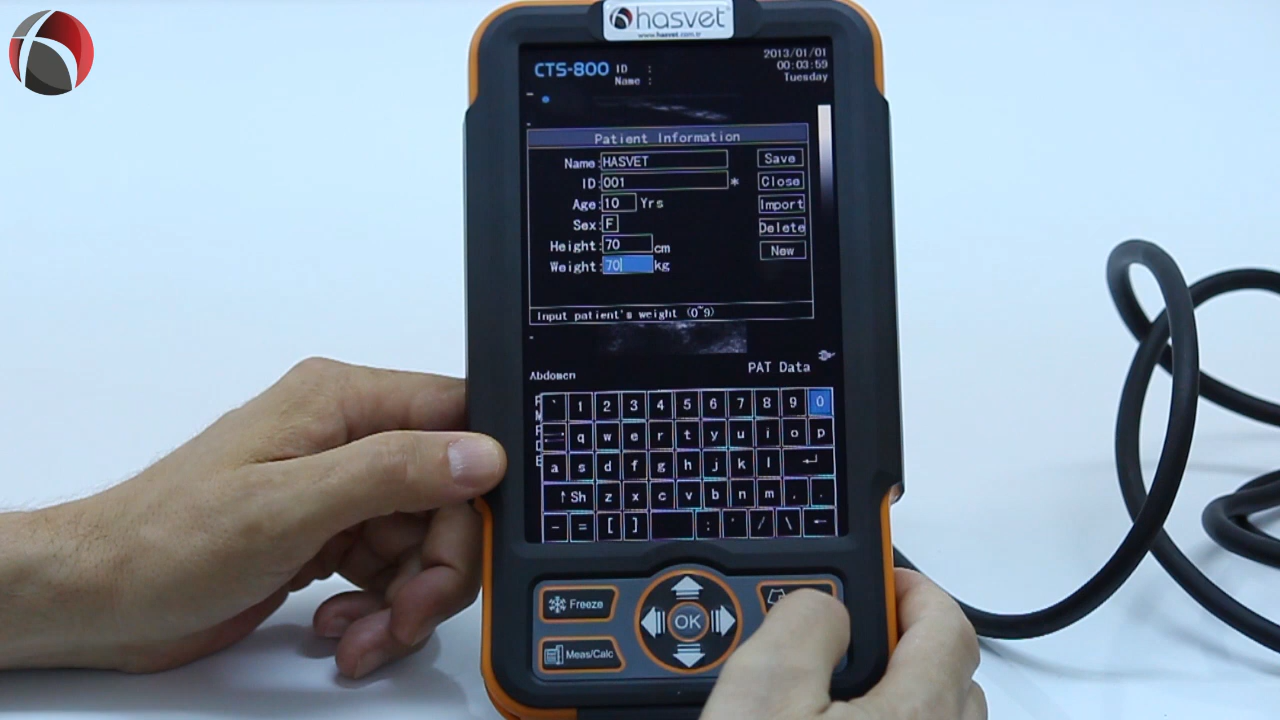 hasvet
www.hasvet.com.tr
CTS-800 ID : 2013/01/01
Name : 00:03:59
Tuesday
Patient Information
Name: HASVET Save
ID: 001 * Close
Age: 10 Yrs Import
Sex: F Delete
Height: 70 cm New
Weight: 70 kg
Input patient's weight (0~9)
PAT Data
Abdomen
` 1 2 3 4 5 6 7 8 9 0
q w e r t y u i o p
a s d f g h j k l ↵
↑Sh z x c v b n m , .
- = [ ] : ' / \ ←
Freeze
OK
Meas/Calc